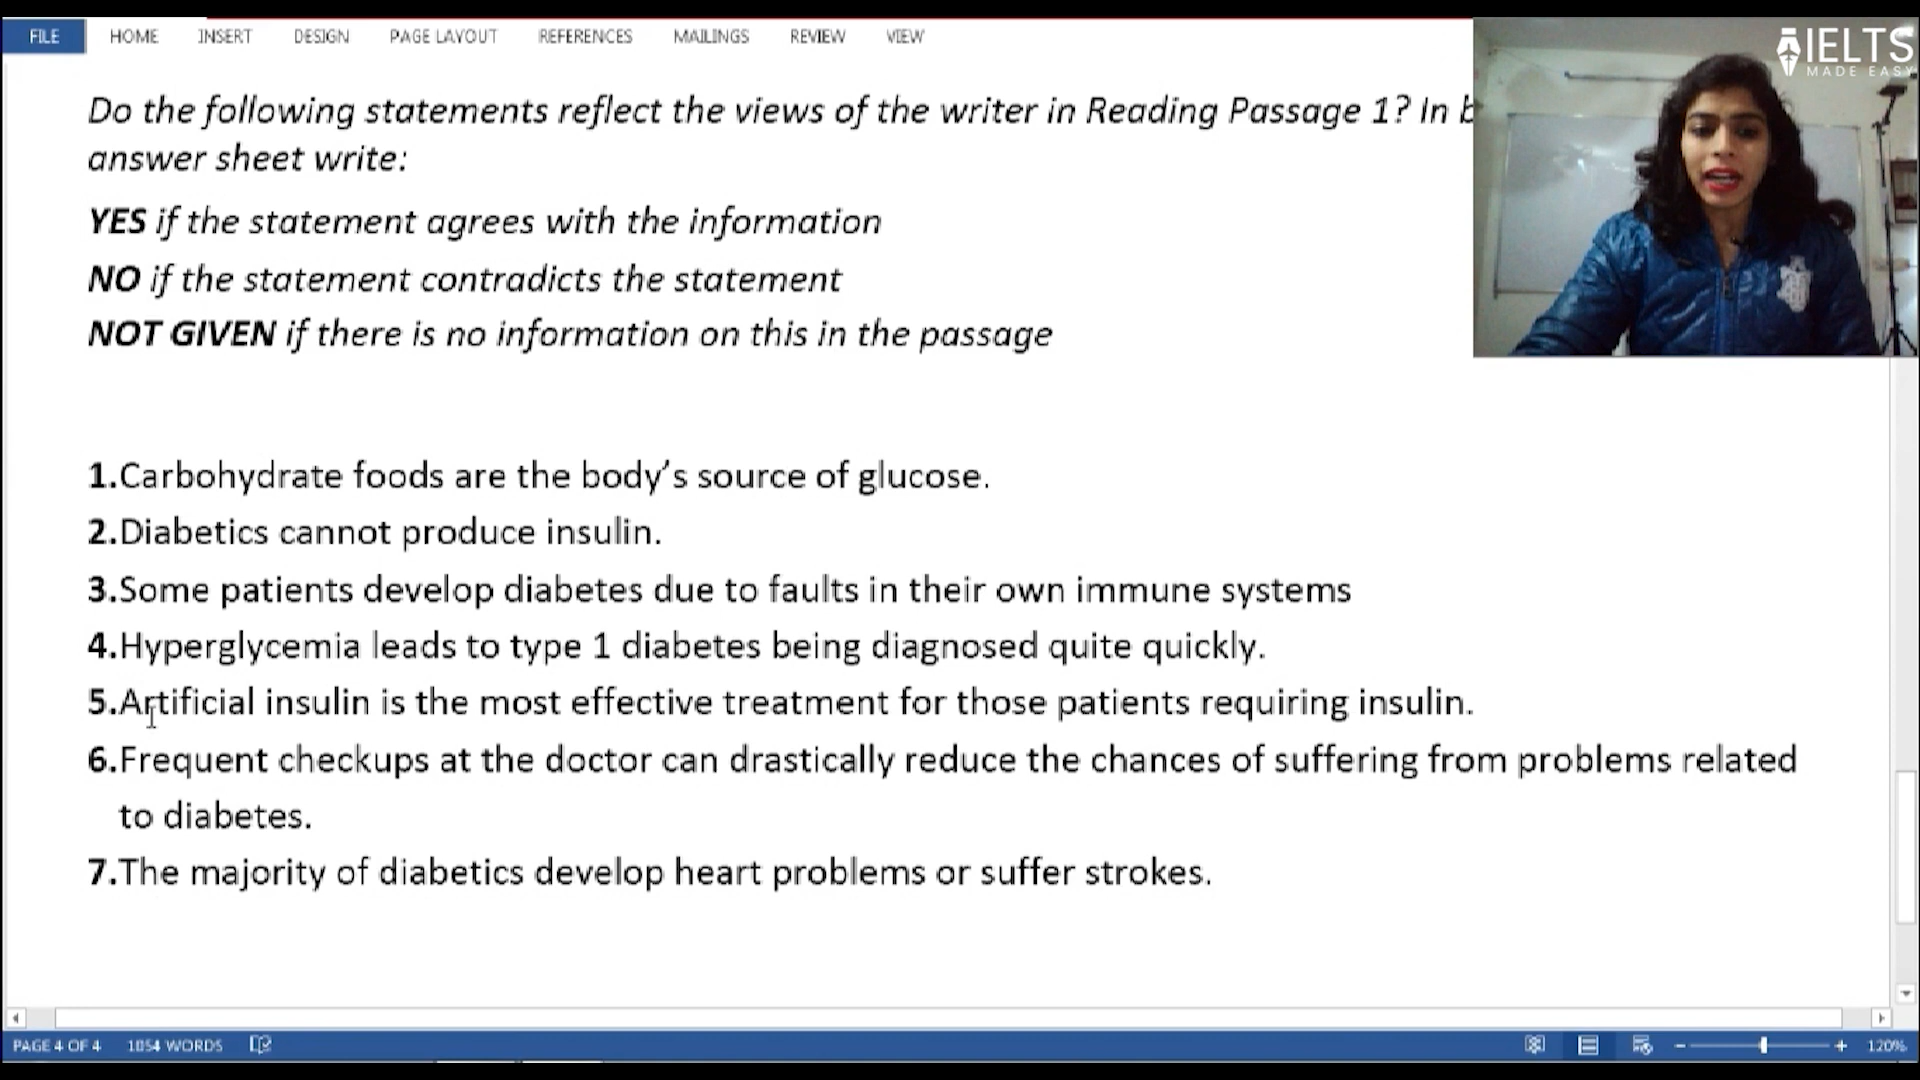 FILE HOME INSERT DESIGN PAGE LAYOUT REFERENCES MAILINGS REVIEW VIEW
IELTS
MADE EASY
Do the following statements reflect the views of the writer in Reading Passage 1? In
answer sheet write:
YES if the statement agrees with the information
NO if the statement contradicts the statement
NOT GIVEN if there is no information on this in the passage
1.Carbohydrate foods are the body's source of glucose.
2.Diabetics cannot produce insulin.
3.Some patients develop diabetes due to faults in their own immune systems
4.Hyperglycemia leads to type 1 diabetes being diagnosed quite quickly.
5.Artificial insulin is the most effective treatment for those patients requiring insulin.
6.Frequent checkups at the doctor can drastically reduce the chances of suffering from problems related
to diabetes.
7.The majority of diabetics develop heart problems or suffer strokes.
PAGE 4 OF 4 1054 WORDS 120%